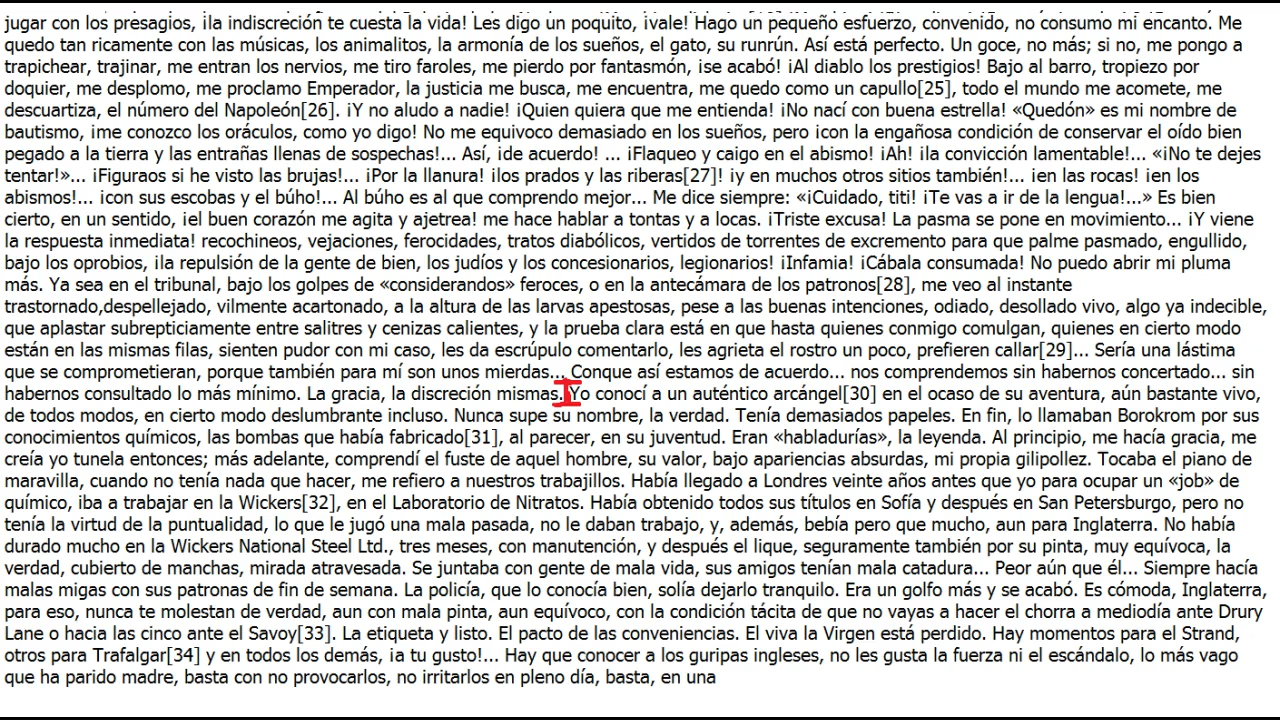 jugar con los presagios, ¡la indiscreción te cuesta la vida! Les digo un poquito, ¡vale! Hago un pequeño esfuerzo, convenido, no consumo mi encanto. Me
quedo tan ricamente con las músicas, los animalitos, la armonía de los sueños, el gato, su runrún. Así está perfecto. Un goce, no más; si no, me pongo a
trapichear, trajinar, me entran los nervios, me tiro faroles, me pierdo por fantasmón, ¡se acabó! ¡Al diablo los prestigios! Bajo al barro, tropiezo por
doquier, me desplomo, me proclamo Emperador, la justicia me busca, me encuentra, me quedo como un capullo[25], todo el mundo me acomete, me
descuartiza, el número del Napoleón[26]. ¡Y no aludo a nadie! ¡Quien quiera que me entienda! ¡No nací con buena estrella! «Quedón» es mi nombre de
bautismo, ¡me conozco los oráculos, como yo digo! No me equivoco demasiado en los sueños, pero ¡con la engañosa condición de conservar el oído bien
pegado a la tierra y las entrañas llenas de sospechas!... Así, ¡de acuerdo! ... ¡Flaqueo y caigo en el abismo! ¡Ah! ¡la convicción lamentable!... «¡No te dejes
tentar!»... ¡Figuraos si he visto las brujas!... ¡Por la llanura! ¡los prados y las riberas[27]! ¡y en muchos otros sitios también!... ¡en las rocas! ¡en los
abismos!... ¡con sus escobas y el búho!... Al búho es al que comprendo mejor... Me dice siempre: «¡Cuidado, titi! ¡Te vas a ir de la lengua!...» Es bien
cierto, en un sentido, ¡el buen corazón me agita y ajetrea! me hace hablar a tontas y a locas. ¡Triste excusa! La pasma se pone en movimiento... ¡Y viene
la respuesta inmediata! recochineos, vejaciones, ferocidades, tratos diabólicos, vertidos de torrentes de excremento para que palme pasmado, engullido,
bajo los oprobios, ¡la repulsión de la gente de bien, los judíos y los concesionarios, legionarios! ¡Infamia! ¡Cábala consumada! No puedo abrir mi pluma
más. Ya sea en el tribunal, bajo los golpes de «considerandos» feroces, o en la antecámara de los patronos[28], me veo al instante
trastornado,despellejado, vilmente acartonado, a la altura de las larvas apestosas, pese a las buenas intenciones, odiado, desollado vivo, algo ya indecible,
que aplastar subrepticiamente entre salitres y cenizas calientes, y la prueba clara está en que hasta quienes conmigo comulgan, quienes en cierto modo
están en las mismas filas, sienten pudor con mi caso, les da escrúpulo comentarlo, les agrieta el rostro un poco, prefieren callar[29]... Sería una lástima
que se comprometieran, porque también para mí son unos mierdas... Conque así estamos de acuerdo... nos comprendemos sin habernos concertado... sin
habernos consultado lo más mínimo. La gracia, la discreción mismas. Yo conocí a un auténtico arcángel[30] en el ocaso de su aventura, aún bastante vivo,
de todos modos, en cierto modo deslumbrante incluso. Nunca supe su nombre, la verdad. Tenía demasiados papeles. En fin, lo llamaban Borokrom por sus
conocimientos químicos, las bombas que había fabricado[31], al parecer, en su juventud. Eran «habladurías», la leyenda. Al principio, me hacía gracia, me
creía yo tunela entonces; más adelante, comprendí el fuste de aquel hombre, su valor, bajo apariencias absurdas, mi propia gilipollez. Tocaba el piano de
maravilla, cuando no tenía nada que hacer, me refiero a nuestros trabajillos. Había llegado a Londres veinte años antes que yo para ocupar un «job» de
químico, iba a trabajar en la Wickers[32], en el Laboratorio de Nitratos. Había obtenido todos sus títulos en Sofía y después en San Petersburgo, pero no
tenía la virtud de la puntualidad, lo que le jugó una mala pasada, no le daban trabajo, y, además, bebía pero que mucho, aun para Inglaterra. No había
durado mucho en la Wickers National Steel Ltd., tres meses, con manutención, y después el lique, seguramente también por su pinta, muy equívoca, la
verdad, cubierto de manchas, mirada atravesada. Se juntaba con gente de mala vida, sus amigos tenían mala catadura... Peor aún que él... Siempre hacía
malas migas con sus patronas de fin de semana. La policía, que lo conocía bien, solía dejarlo tranquilo. Era un golfo más y se acabó. Es cómoda, Inglaterra,
para eso, nunca te molestan de verdad, aun con mala pinta, aun equívoco, con la condición tácita de que no vayas a hacer el chorra a mediodía ante Drury
Lane o hacia las cinco ante el Savoy[33]. La etiqueta y listo. El pacto de las conveniencias. El viva la Virgen está perdido. Hay momentos para el Strand,
otros para Trafalgar[34] y en todos los demás, ¡a tu gusto!... Hay que conocer a los guripas ingleses, no les gusta la fuerza ni el escándalo, lo más vago
que ha parido madre, basta con no provocarlos, no irritarlos en pleno día, basta, en una